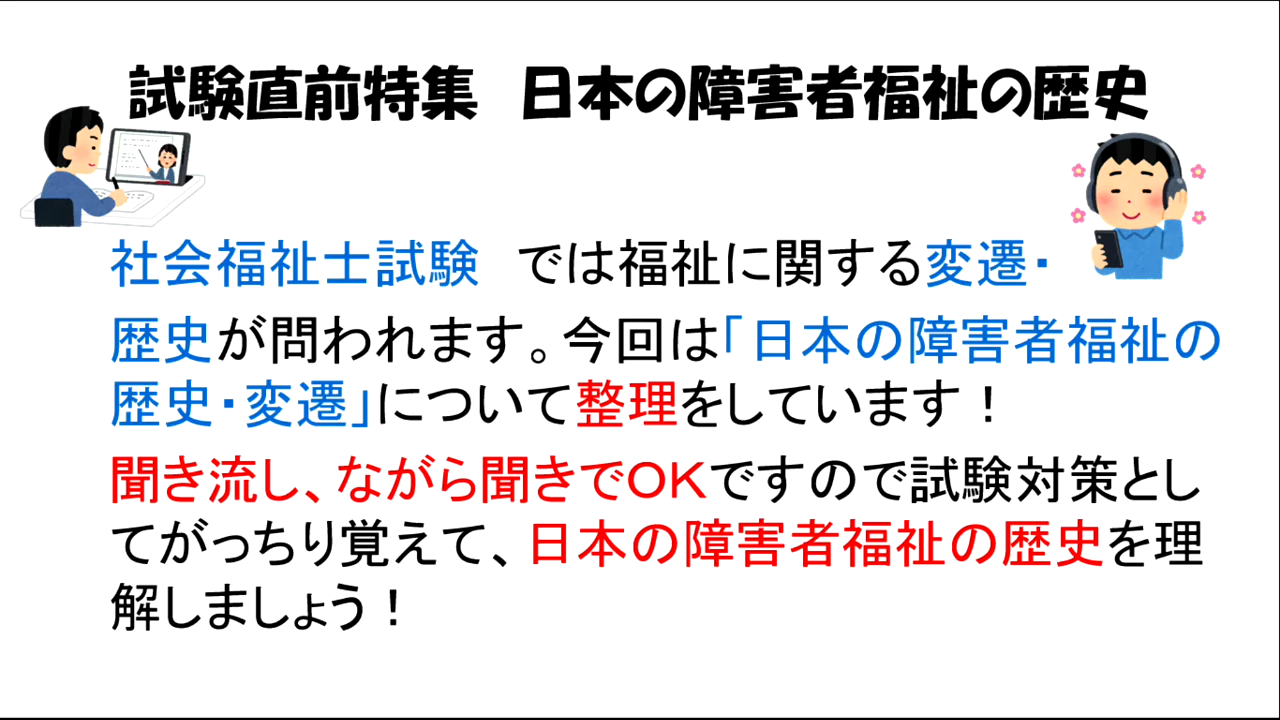 試験直前特集　日本の障害者福祉の歴史
社会福祉士試験　では福祉に関する変遷・
歴史が問われます。今回は「日本の障害者福祉の
歴史・変遷」について整理をしています！
聞き流し、ながら聞きでＯＫですので試験対策とし
てがっちり覚えて、日本の障害者福祉の歴史を理
解しましょう！